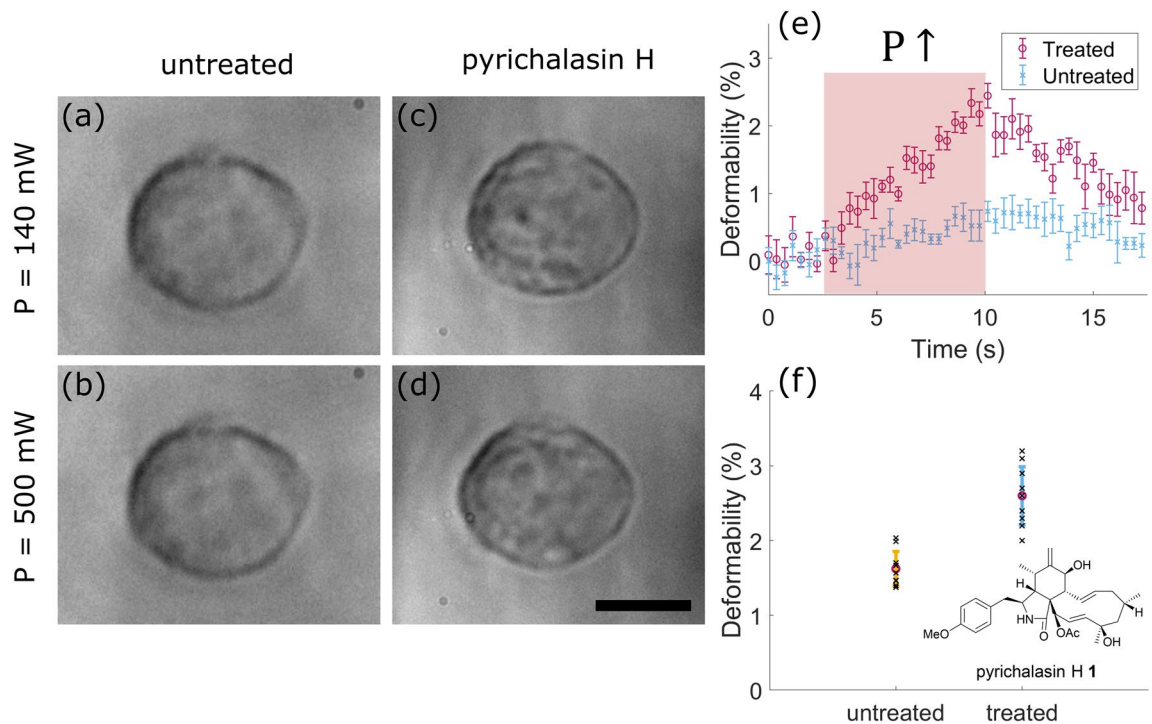 untreated
pyrichalasin H
P = 140 mW
P = 500 mW
(a)
(c)
(b)
(d)
(e)
P ↑
Treated
Untreated
Deformability (%)
3
2
1
0
0
5
10
15
Time (s)
(f)
Deformability (%)
4
3
2
1
0
OH
H
H
MeO
HN
O
OAc
OH
pyrichalasin H 1
untreated
treated